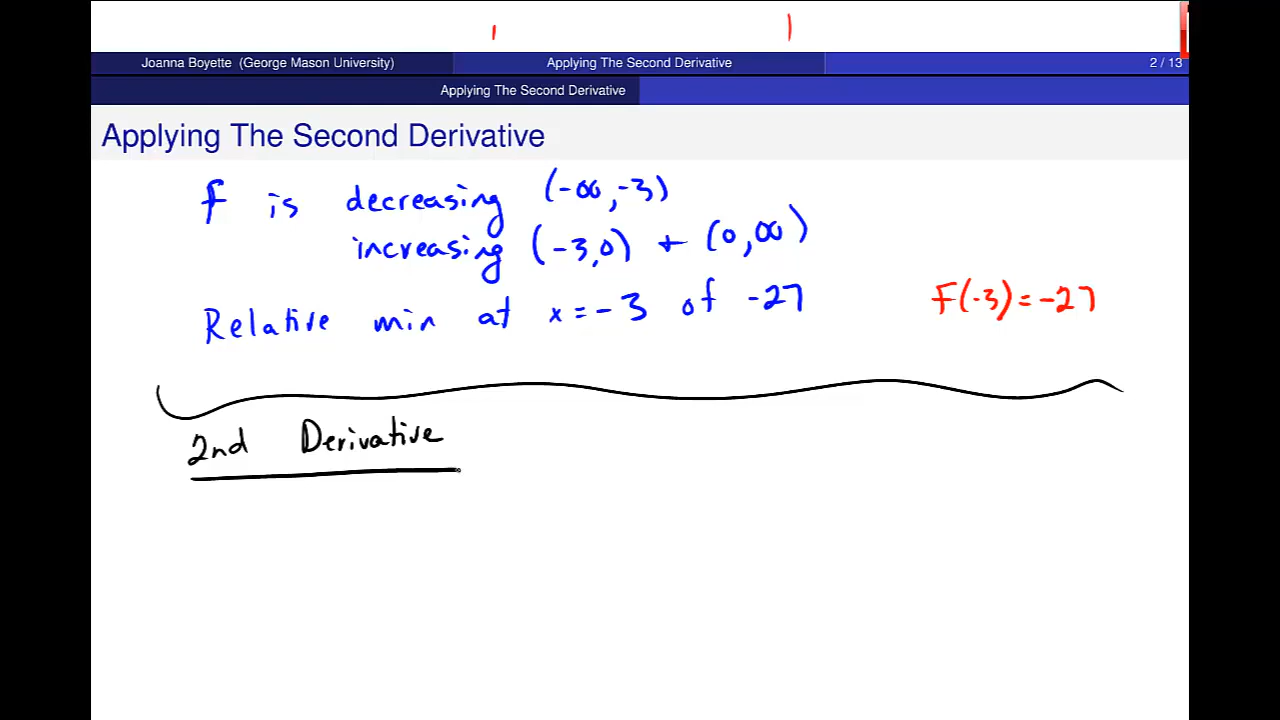 Joanna Boyette (George Mason University) Applying The Second Derivative 2 / 13
Applying The Second Derivative
Applying The Second Derivative
f is decreasing (-∞,-3)
increasing (-3,0) + (0,∞)
Relative min at x=-3 of -27 F(-3)=-27
2nd Derivative